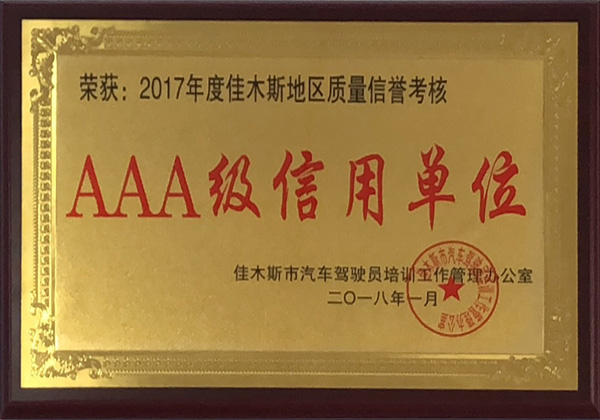 荣获：2017年度佳木斯地区质量信誉考核
AAA级信用单位
佳木斯市汽车驾驶员培训工作管理办公室
二〇一八年一月